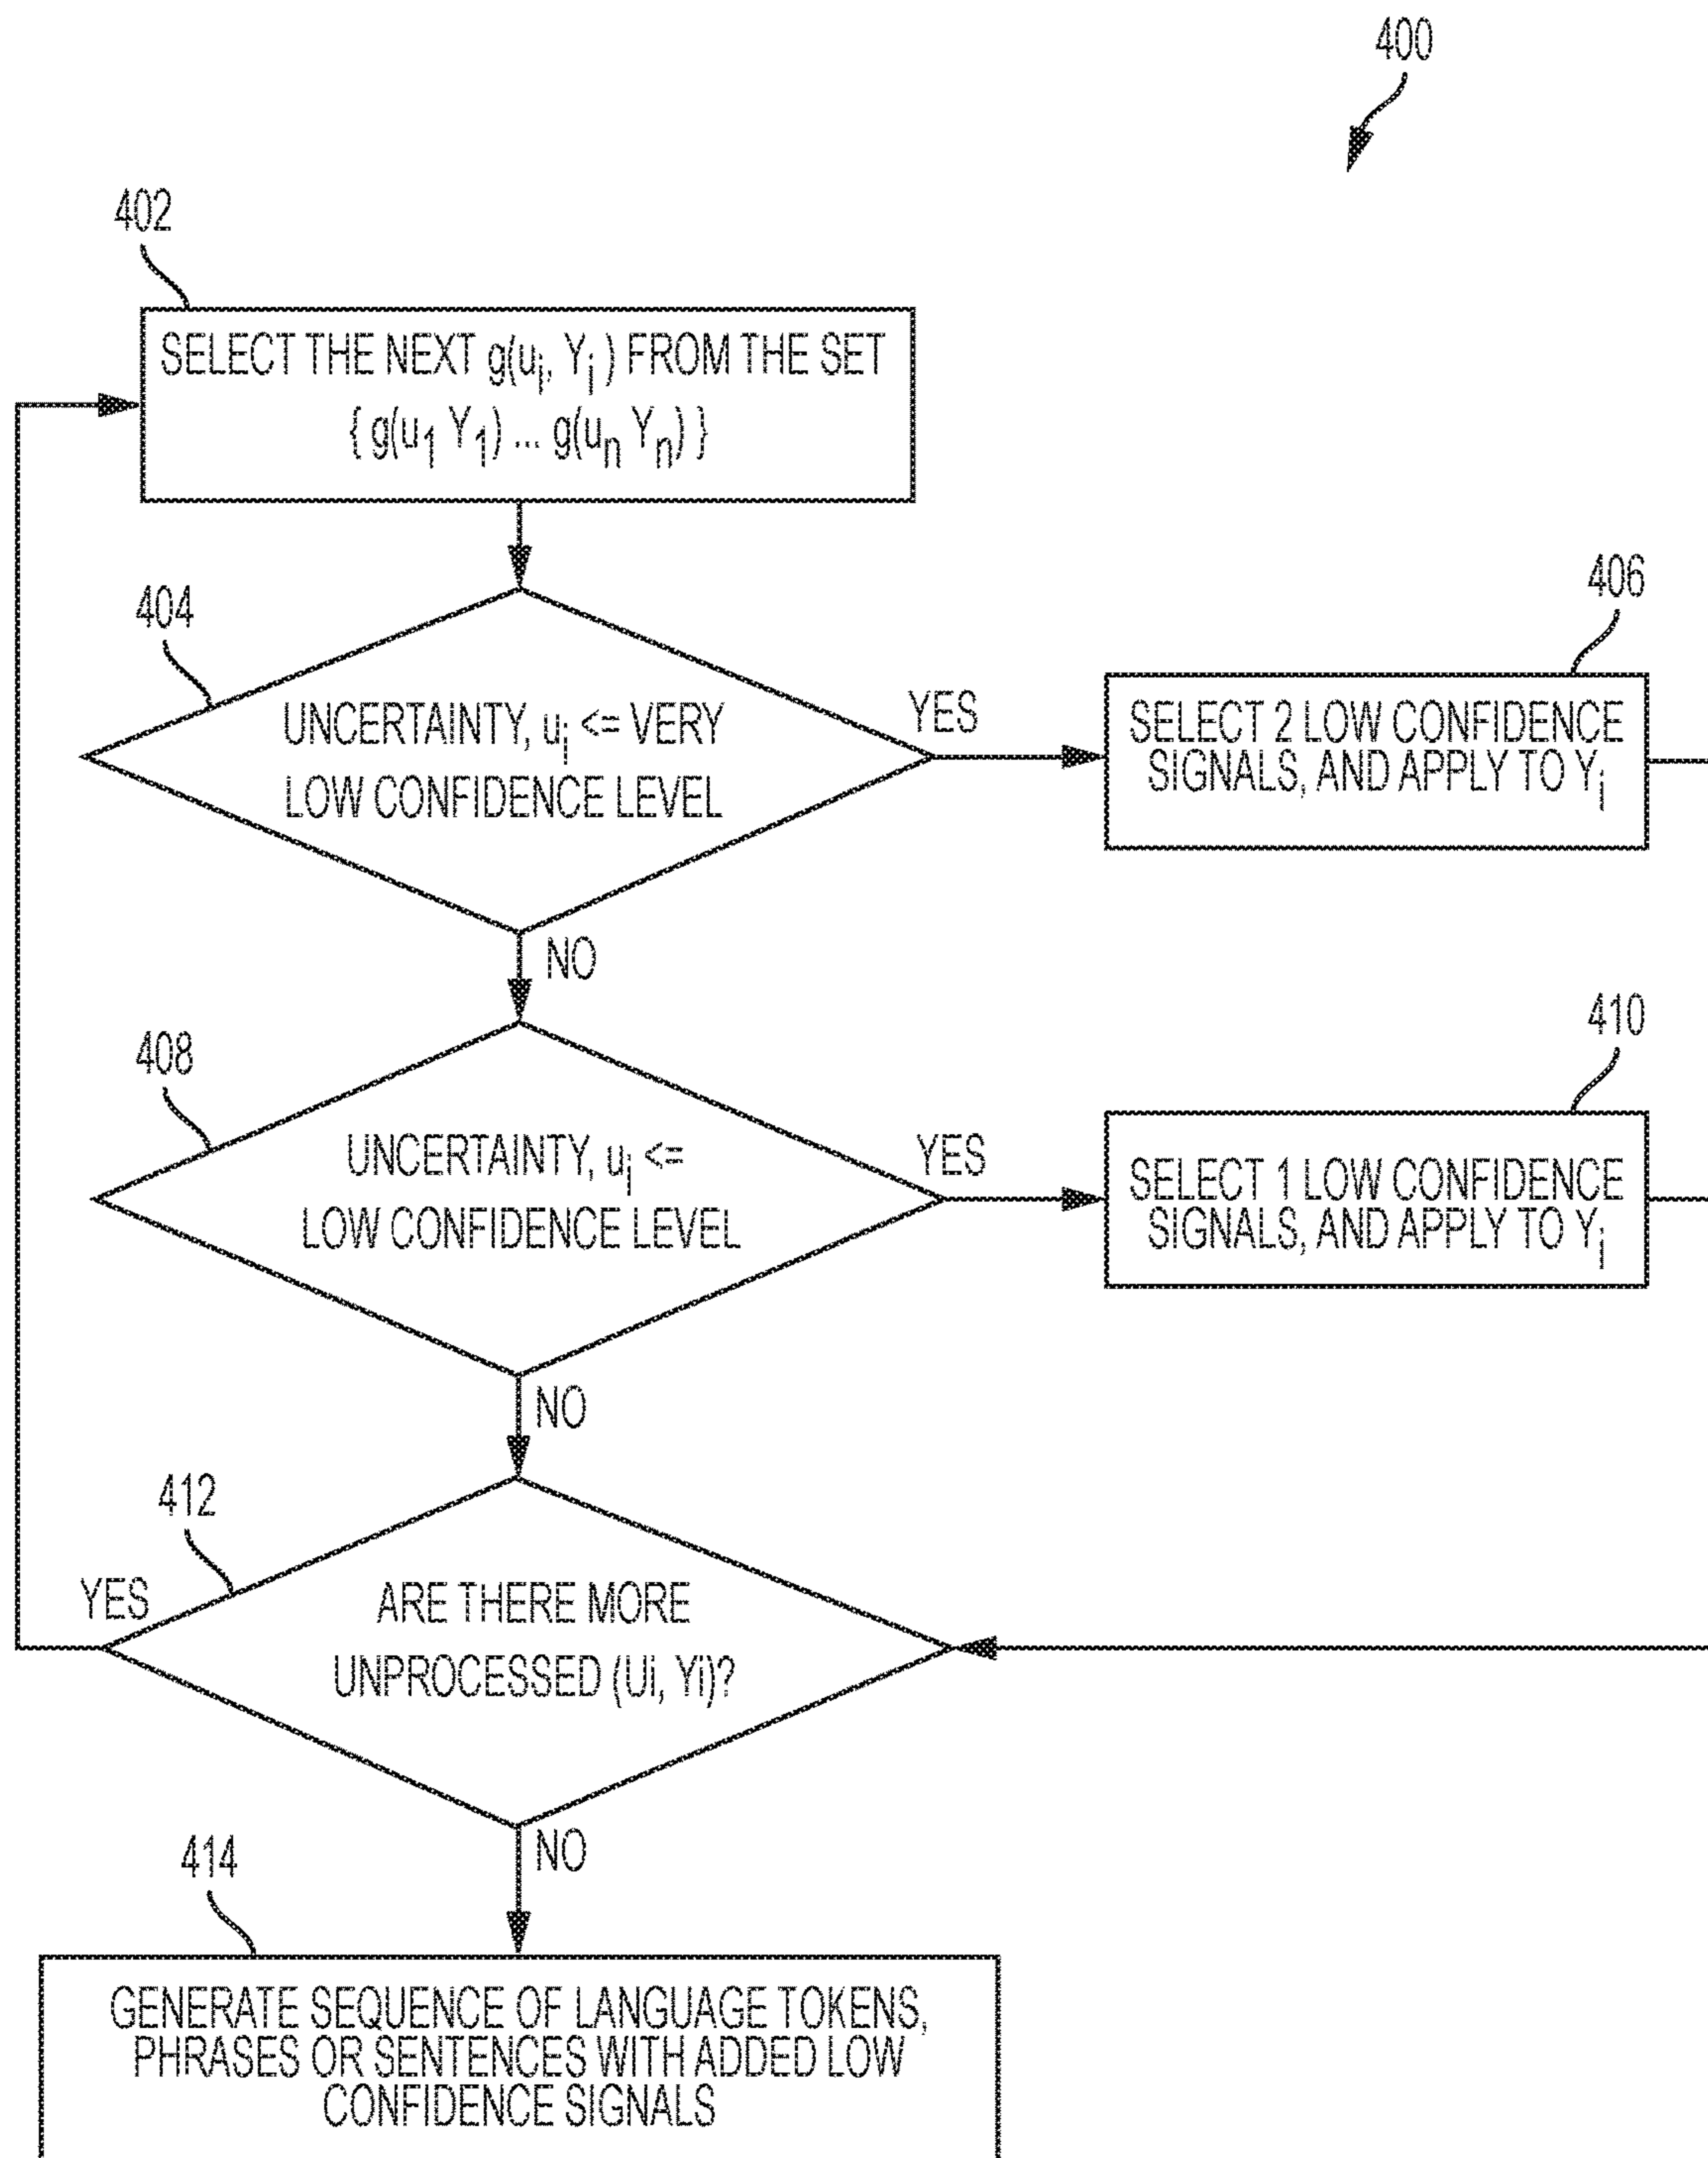 400
402
SELECT THE NEXT g(ui, Yi ) FROM THE SET
{ g(u1 Y1) ... g(un Yn) }
404
UNCERTAINTY, ui <= VERY
LOW CONFIDENCE LEVEL
YES
406
SELECT 2 LOW CONFIDENCE
SIGNALS, AND APPLY TO Yi
NO
408
UNCERTAINTY, ui <=
LOW CONFIDENCE LEVEL
YES
410
SELECT 1 LOW CONFIDENCE
SIGNALS, AND APPLY TO Yi
NO
412
YES
ARE THERE MORE
UNPROCESSED (Ui, Yi)?
NO
414
GENERATE SEQUENCE OF LANGUAGE TOKENS,
PHRASES OR SENTENCES WITH ADDED LOW
CONFIDENCE SIGNALS